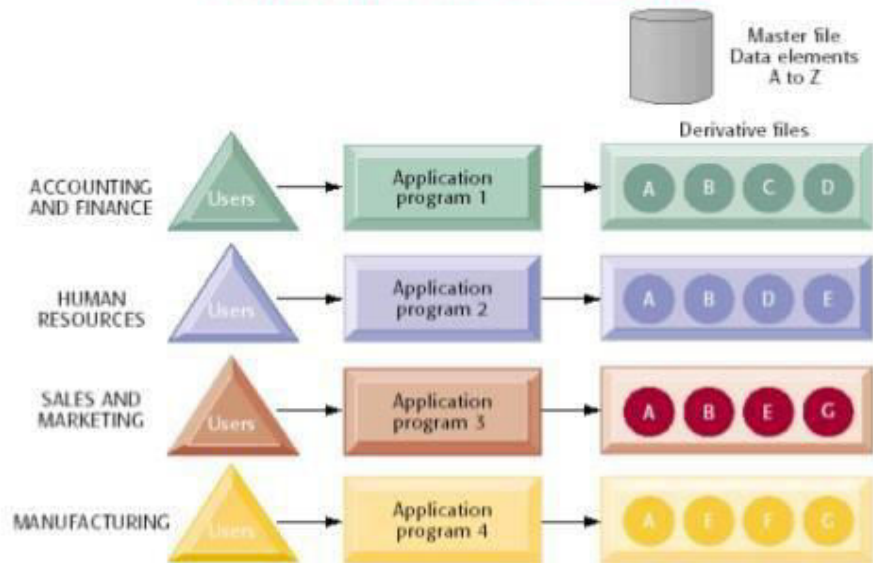 Master file
Data elements
A to Z
Derivative files
ACCOUNTING
AND FINANCE
Users
Application
program 1
A B C D
HUMAN
RESOURCES
Users
Application
program 2
A B D E
SALES AND
MARKETING
Users
Application
program 3
A B E G
MANUFACTURING
Users
Application
program 4
A E F G